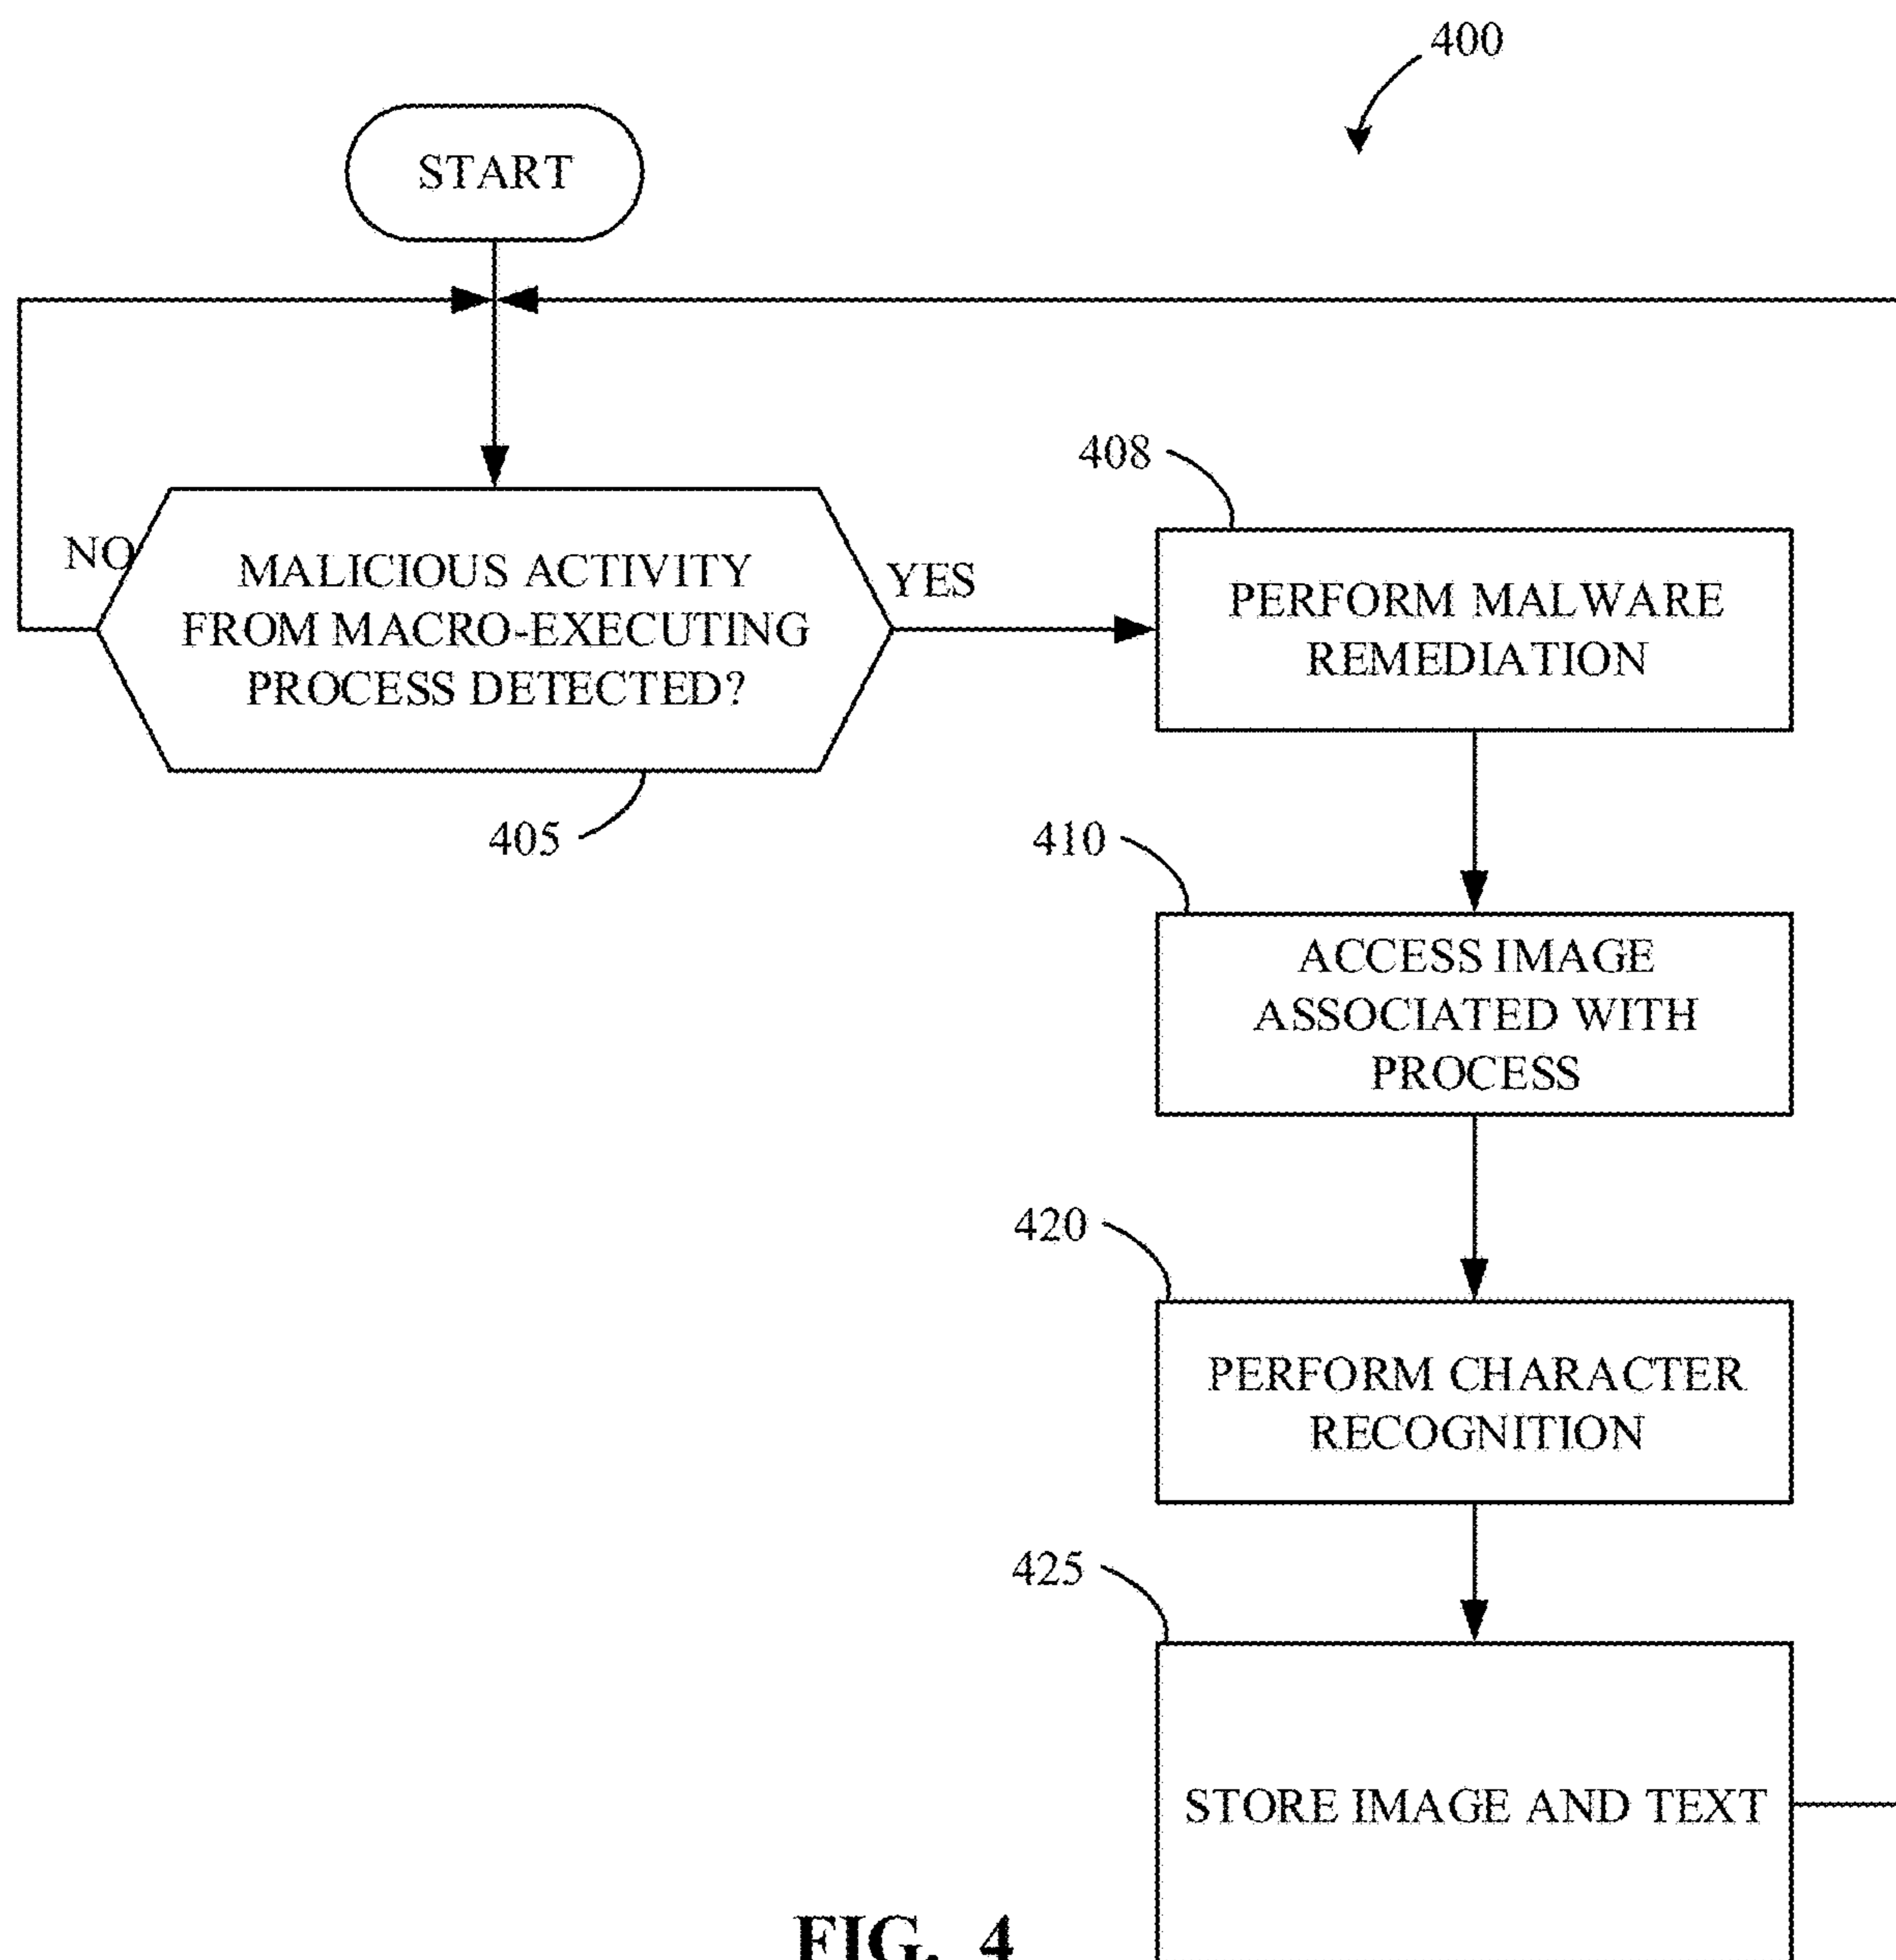 400
START
NO
MALICIOUS ACTIVITY
FROM MACRO-EXECUTING
PROCESS DETECTED?
YES
405
408
PERFORM MALWARE
REMEDIATION
410
ACCESS IMAGE
ASSOCIATED WITH
PROCESS
420
PERFORM CHARACTER
RECOGNITION
425
STORE IMAGE AND TEXT
FIG. 4